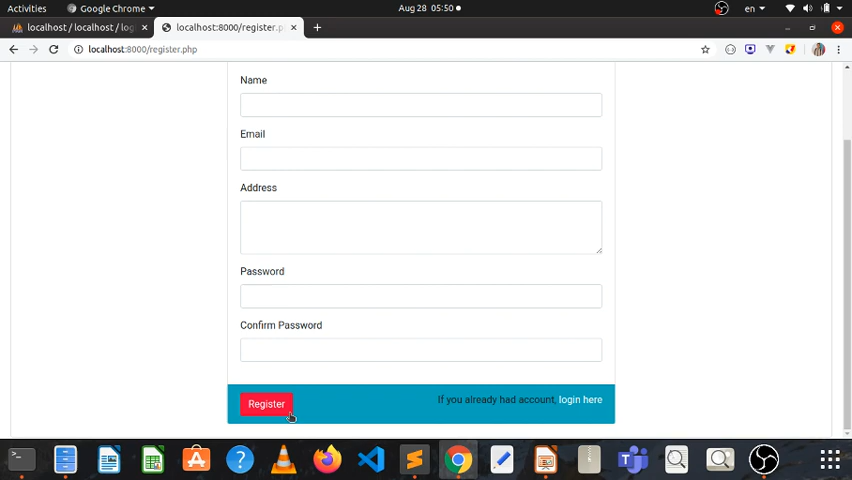 Activities Google Chrome Aug 28 05:50 en
localhost / localhost / log localhost:8000/register.p
localhost:8000/register.php
Name
Email
Address
Password
Confirm Password
Register If you already had account, login here